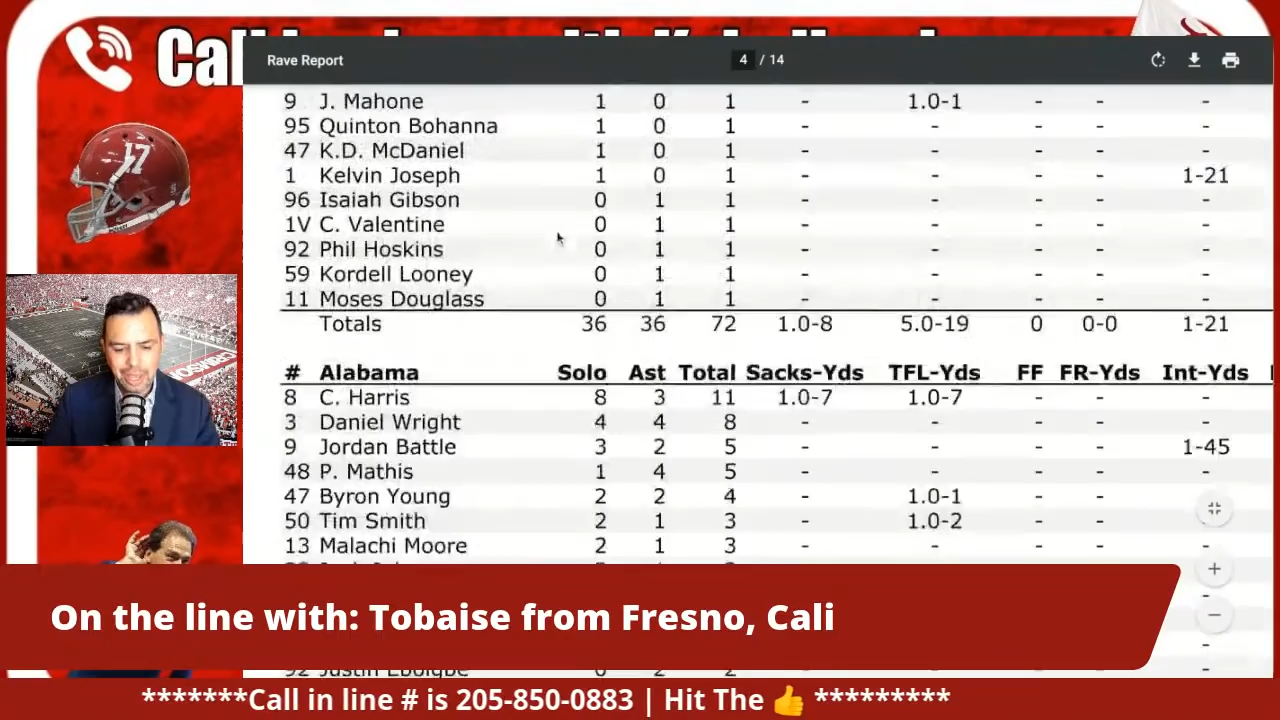 Rave Report 4 / 14
9 J. Mahone 1 0 1 - 1.0-1 - - -
95 Quinton Bohanna 1 0 1 - - - - -
47 K.D. McDaniel 1 0 1 - - - - -
1 Kelvin Joseph 1 0 1 - - - - 1-21
96 Isaiah Gibson 0 1 1 - - - - -
1V C. Valentine 0 1 1 - - - - -
92 Phil Hoskins 0 1 1 - - - - -
59 Kordell Looney 0 1 1 - - - - -
11 Moses Douglass 0 1 1 - - - - -
Totals 36 36 72 1.0-8 5.0-19 0 0-0 1-21
# Alabama Solo Ast Total Sacks-Yds TFL-Yds FF FR-Yds Int-Yds
8 C. Harris 8 3 11 1.0-7 1.0-7 - - -
3 Daniel Wright 4 4 8 - - - - -
9 Jordan Battle 3 2 5 - - - - 1-45
48 P. Mathis 1 4 5 - - - - -
47 Byron Young 2 2 4 - 1.0-1 - -
50 Tim Smith 2 1 3 - 1.0-2 - -
13 Malachi Moore 2 1 3 - - - -
17
On the line with: Tobaise from Fresno, Cali
*******Call in line # is 205-850-0883 | Hit The 👍 *********